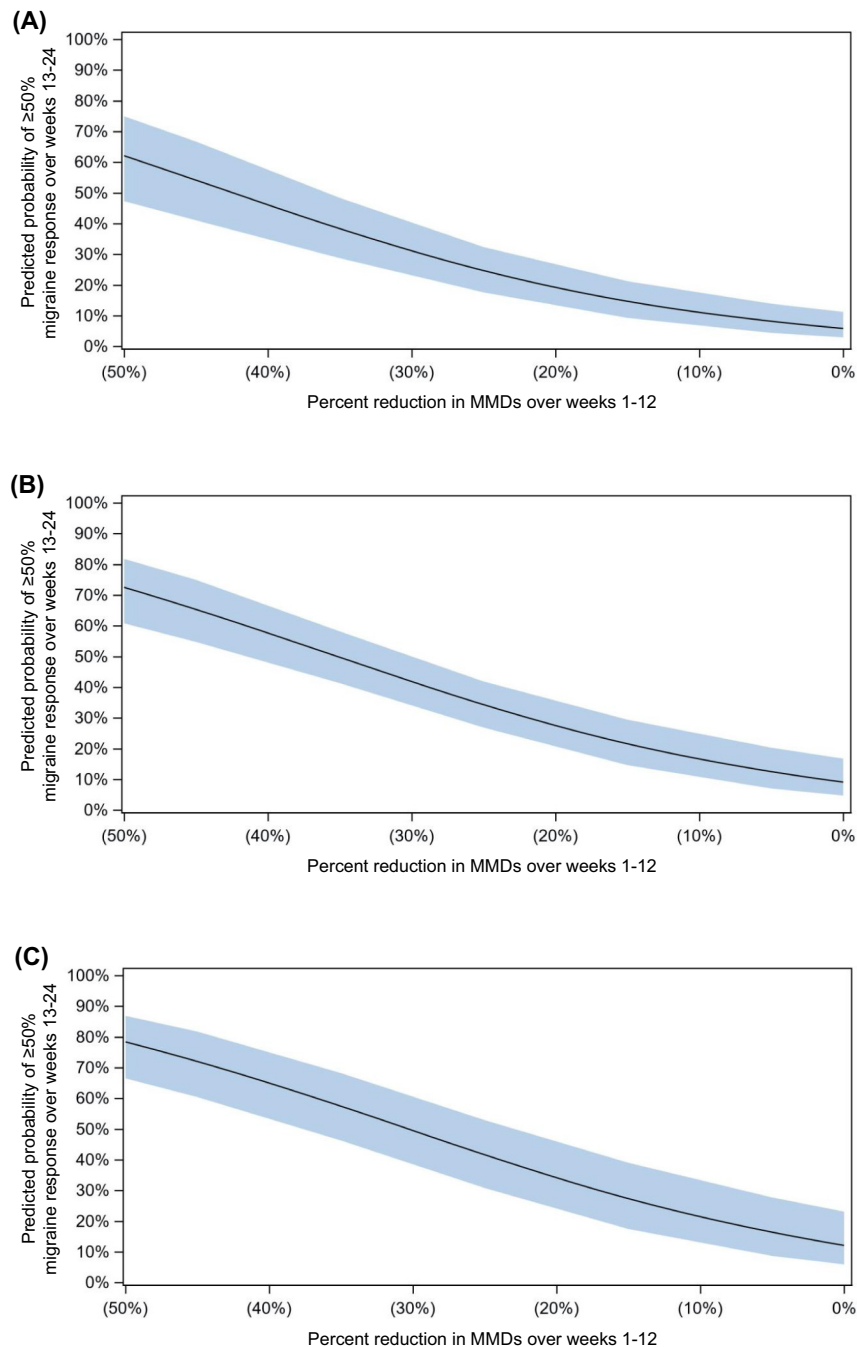 (A)
Predicted probability of ≥50%
migraine response over weeks 13-24
100%
90%
80%
70%
60%
50%
40%
30%
20%
10%
0%
(50%) (40%) (30%) (20%) (10%) 0%
Percent reduction in MMDs over weeks 1-12
(B)
Predicted probability of ≥50%
migraine response over weeks 13-24
100%
90%
80%
70%
60%
50%
40%
30%
20%
10%
0%
(50%) (40%) (30%) (20%) (10%) 0%
Percent reduction in MMDs over weeks 1-12
(C)
Predicted probability of ≥50%
migraine response over weeks 13-24
100%
90%
80%
70%
60%
50%
40%
30%
20%
10%
0%
(50%) (40%) (30%) (20%) (10%) 0%
Percent reduction in MMDs over weeks 1-12